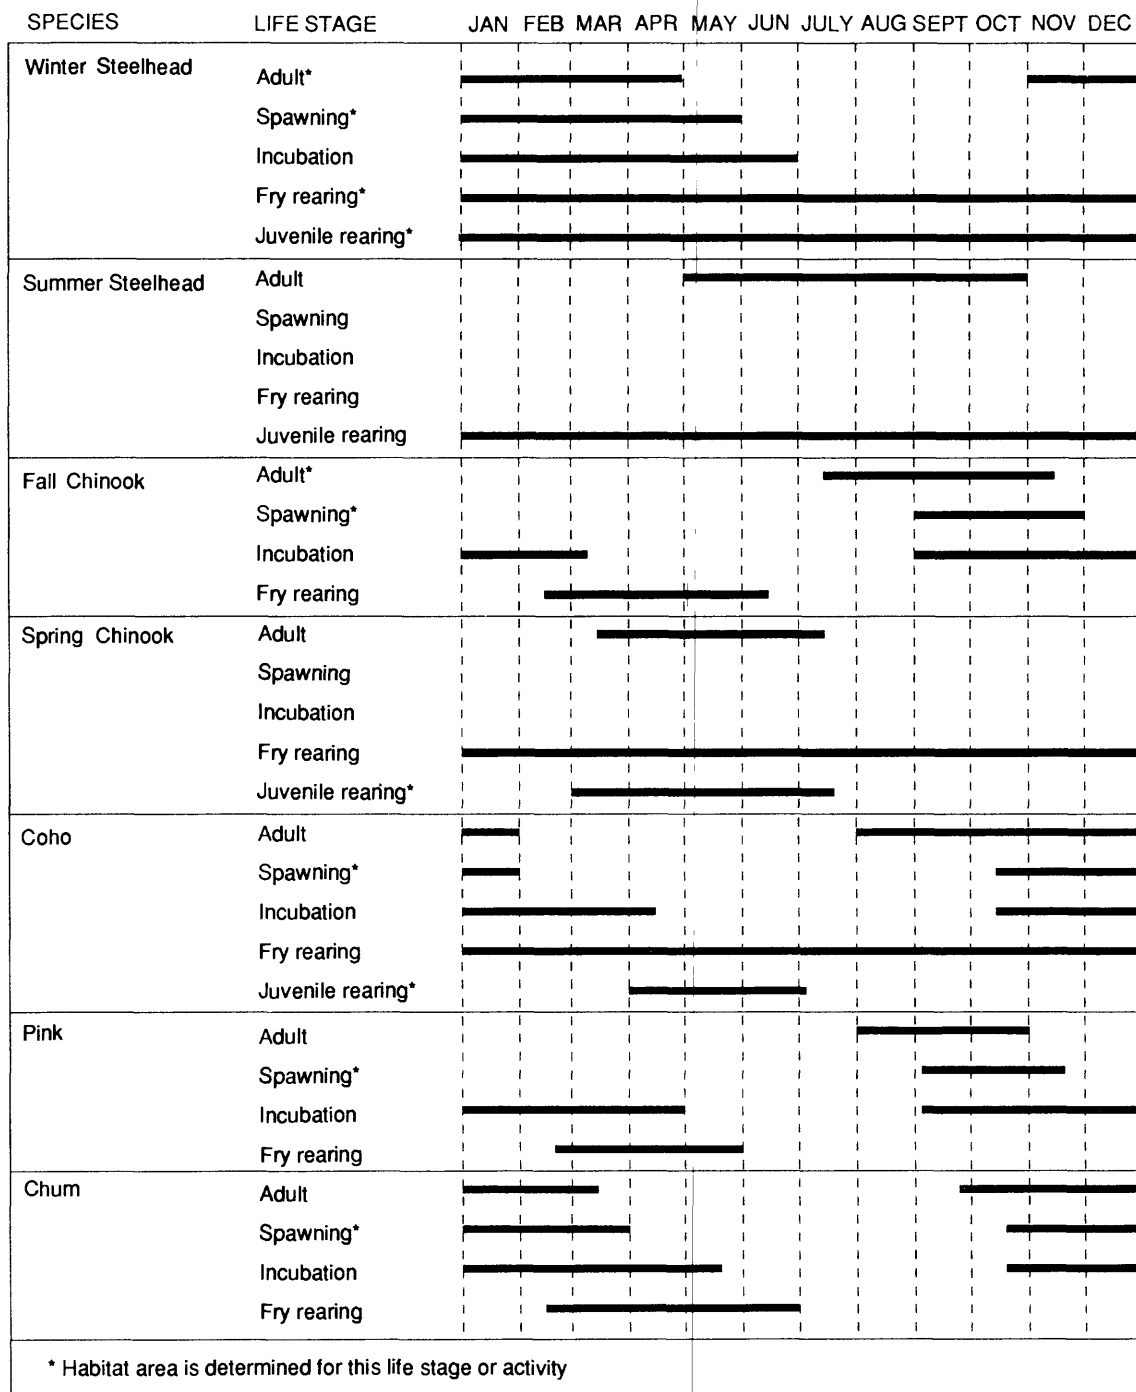 SPECIES LIFE STAGE JAN FEB MAR APR MAY JUN JULY AUG SEPT OCT NOV DEC
Winter Steelhead Adult*
Spawning*
Incubation
Fry rearing*
Juvenile rearing*
Summer Steelhead Adult
Spawning
Incubation
Fry rearing
Juvenile rearing
Fall Chinook Adult*
Spawning*
Incubation
Fry rearing
Spring Chinook Adult
Spawning
Incubation
Fry rearing
Juvenile rearing*
Coho Adult
Spawning*
Incubation
Fry rearing
Juvenile rearing*
Pink Adult
Spawning*
Incubation
Fry rearing
Chum Adult
Spawning*
Incubation
Fry rearing
* Habitat area is determined for this life stage or activity